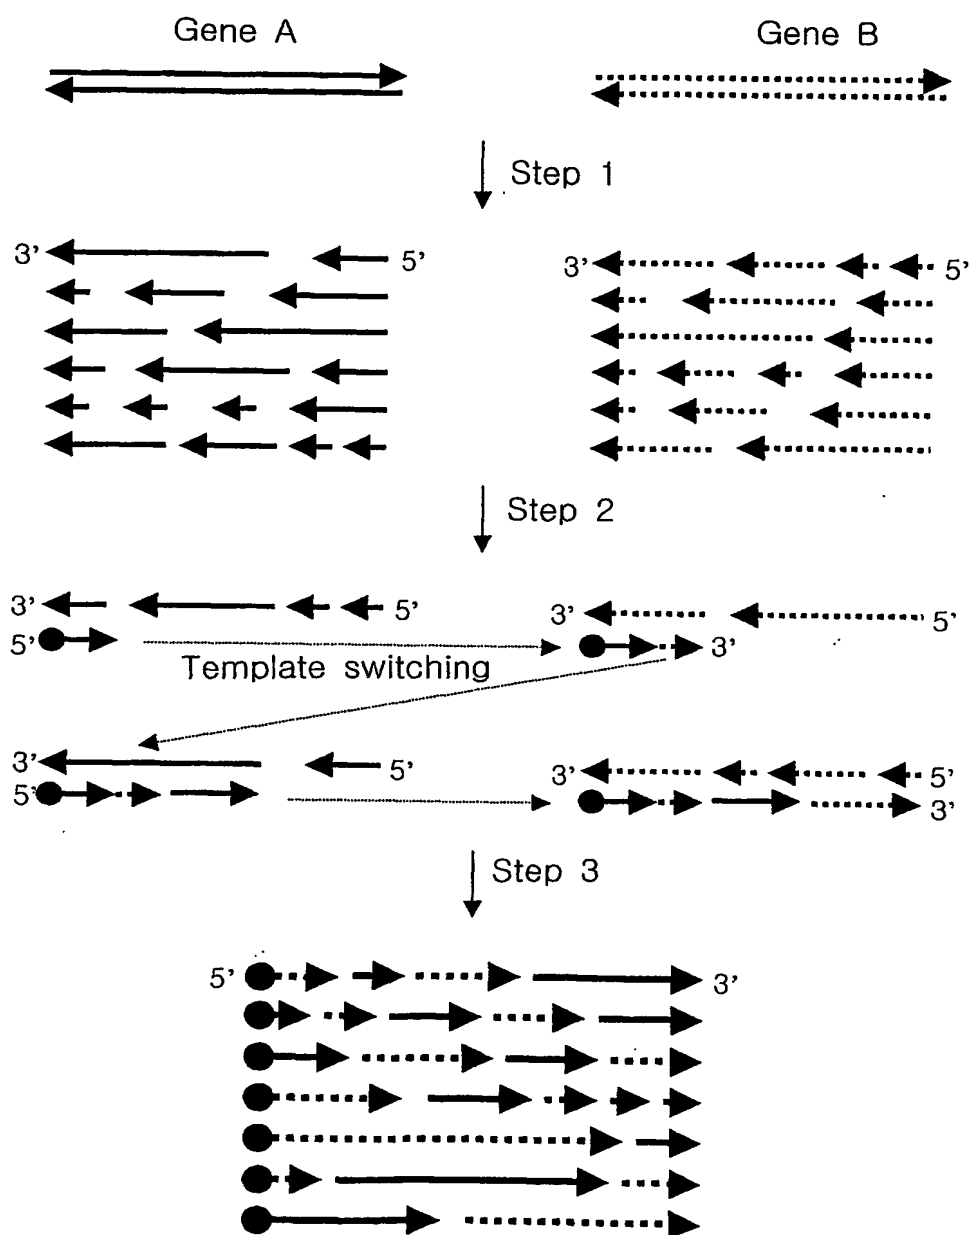 Gene A
Gene B
Step 1
3’ 5’
3’ 5’
Step 2
3’ 5’
3’ 5’
5’ 3’
Template switching
3’ 5’
3’ 5’
5’ 3’
Step 3
5’ 3’